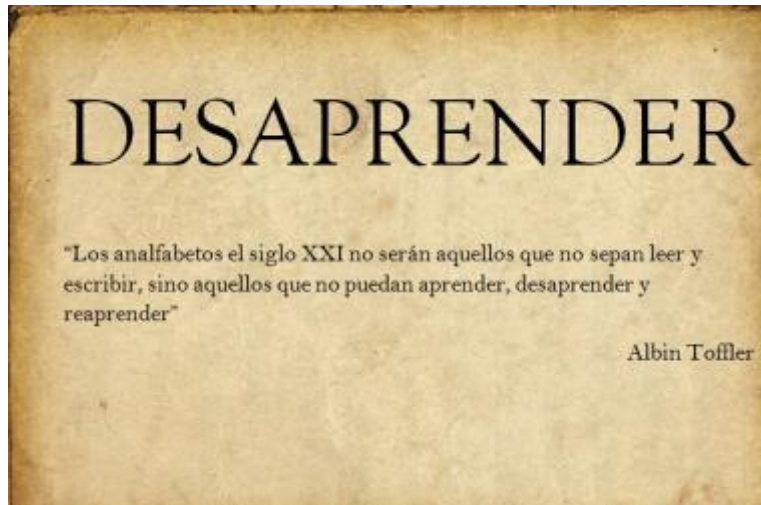 DESAPRENDER
“Los analfabetos el siglo XXI no serán aquellos que no sepan leer y
escribir, sino aquellos que no puedan aprender, desaprender y
reaprender”
Albin Toffler